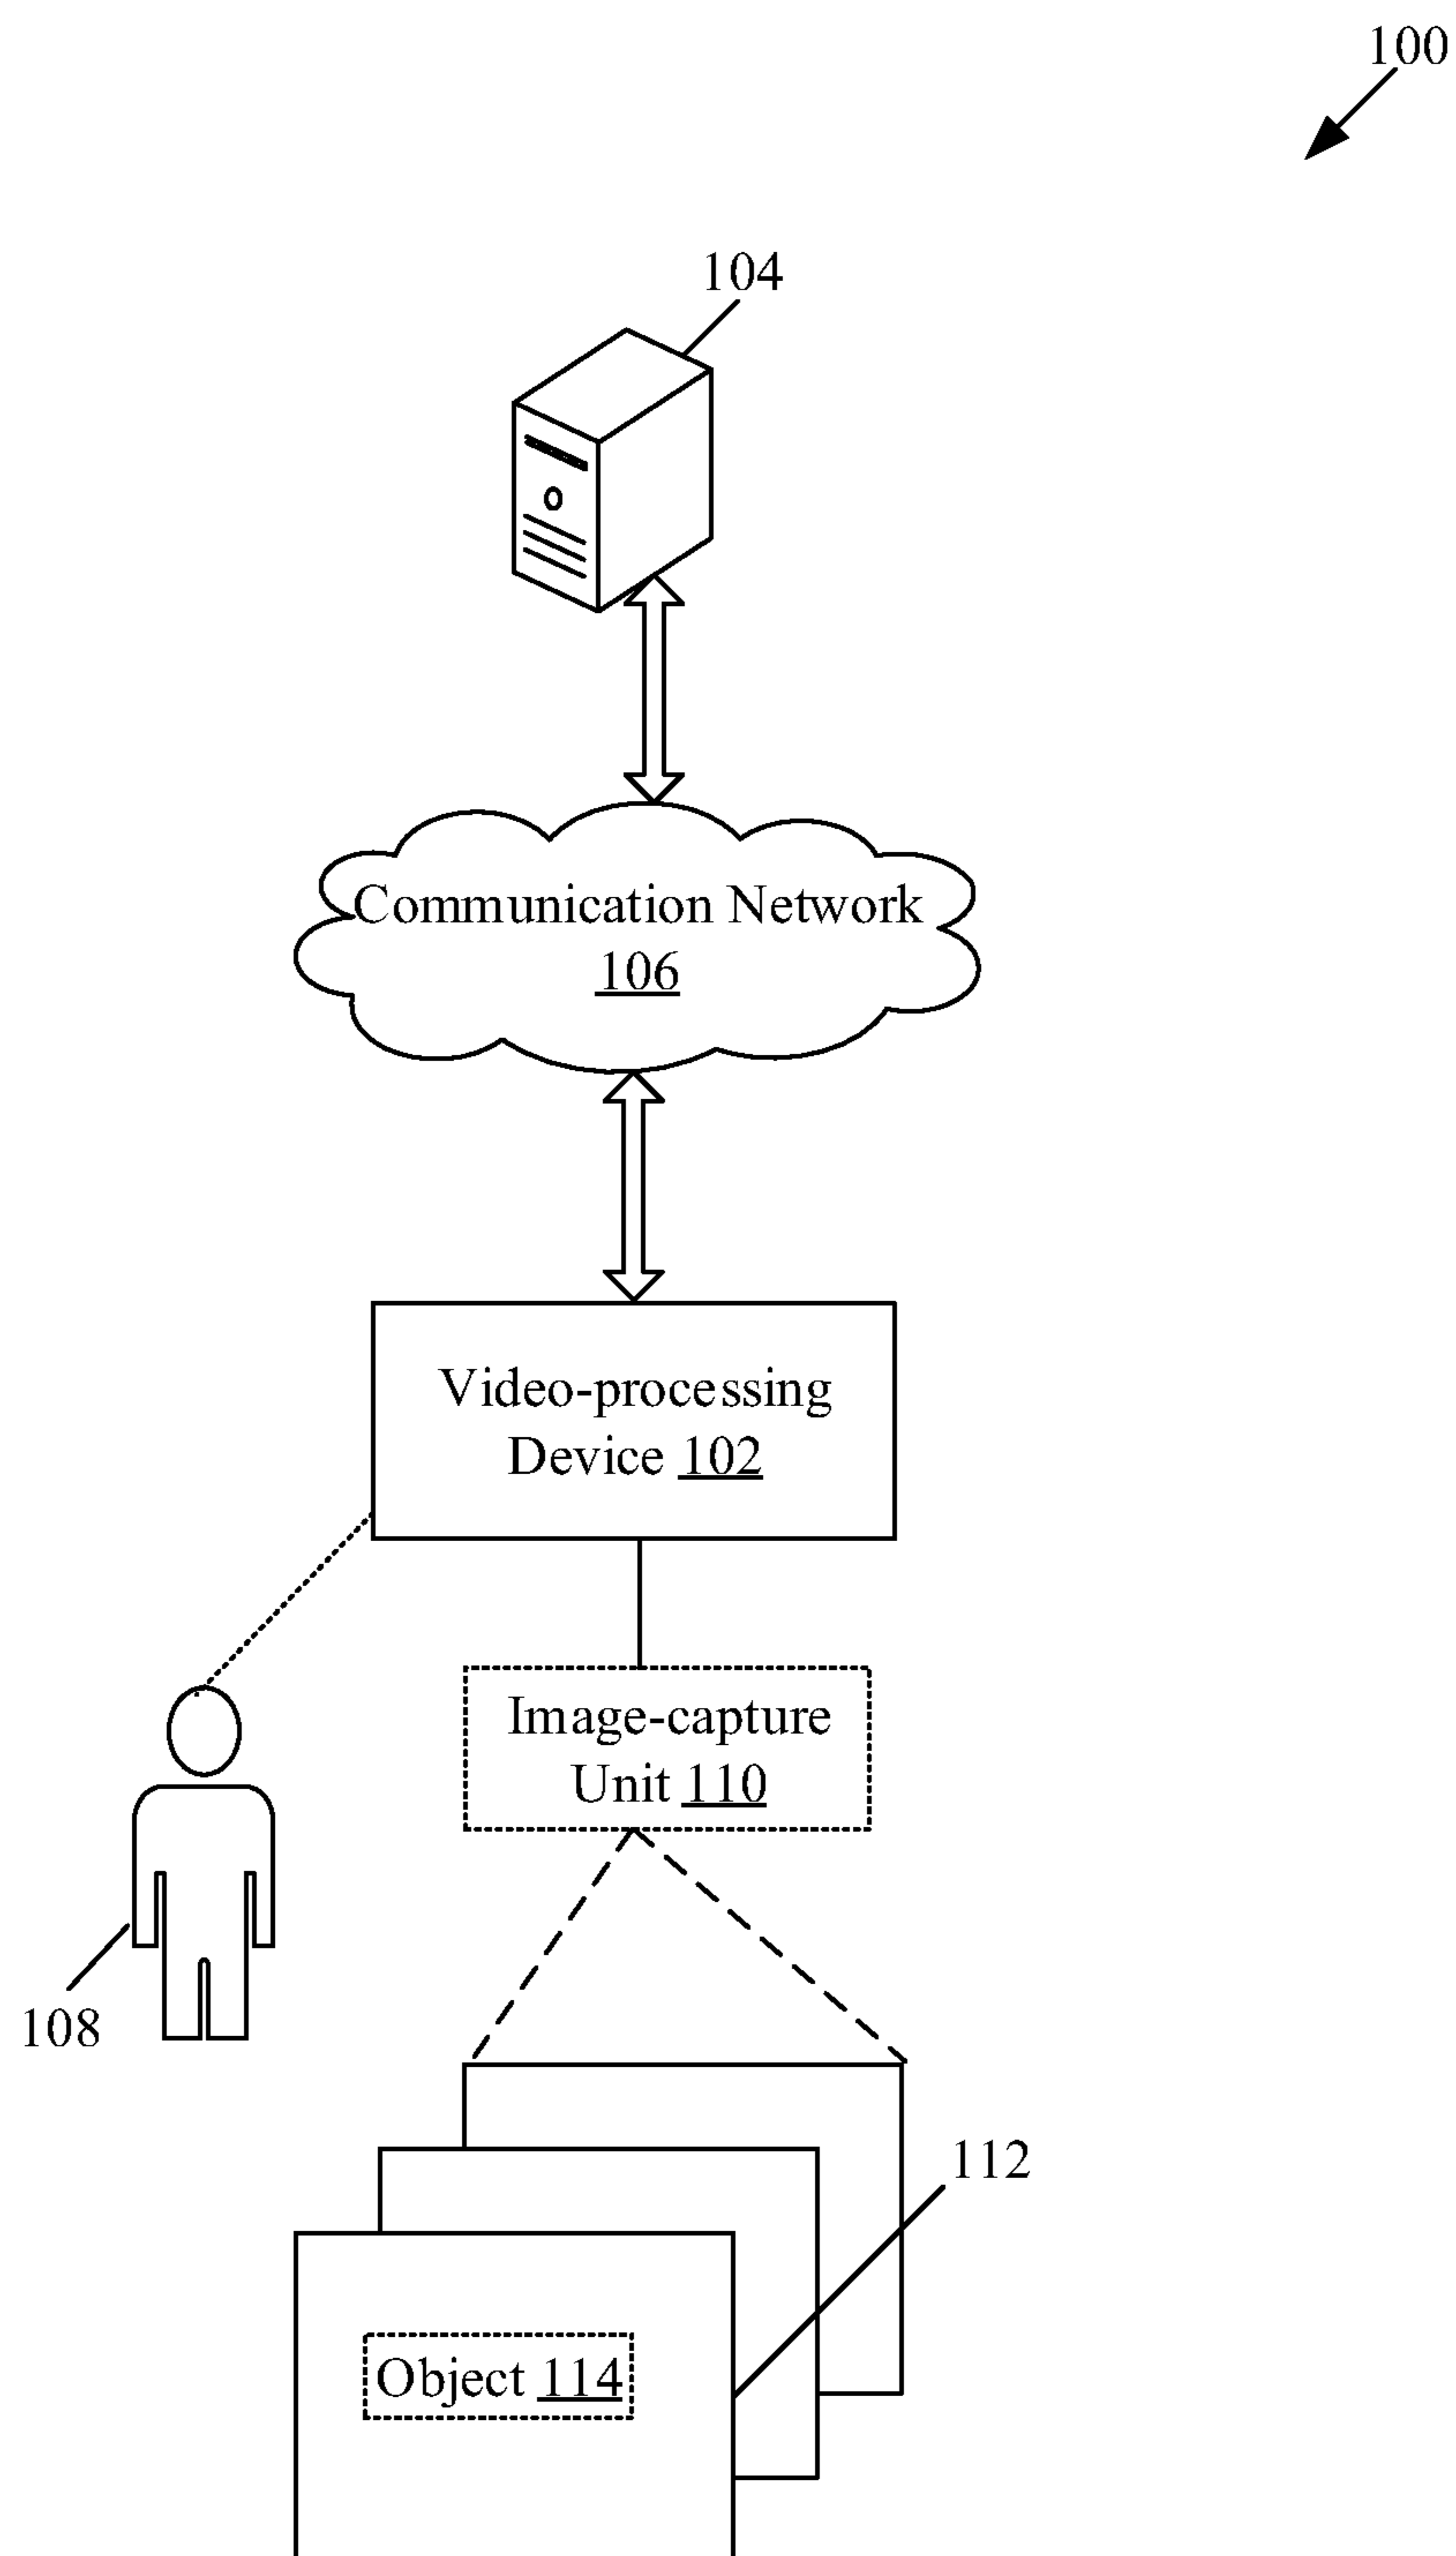 100
104
Communication Network
106
Video-processing
Device 102
Image-capture
Unit 110
108
112
Object 114